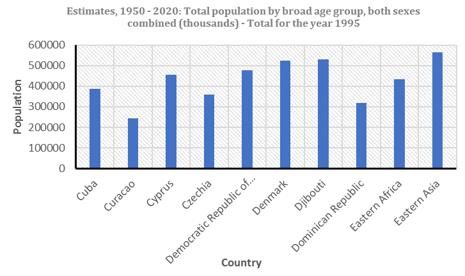 Estimates, 1950 - 2020: Total population by broad age group, both sexes
combined (thousands) - Total for the year 1995
600000
500000
400000
300000
200000
100000
0
Population
Cuba
Curacao
Cyprus
Czechia
Democratic Republic of...
Denmark
Djibouti
Dominican Republic
Eastern Africa
Eastern Asia
Country